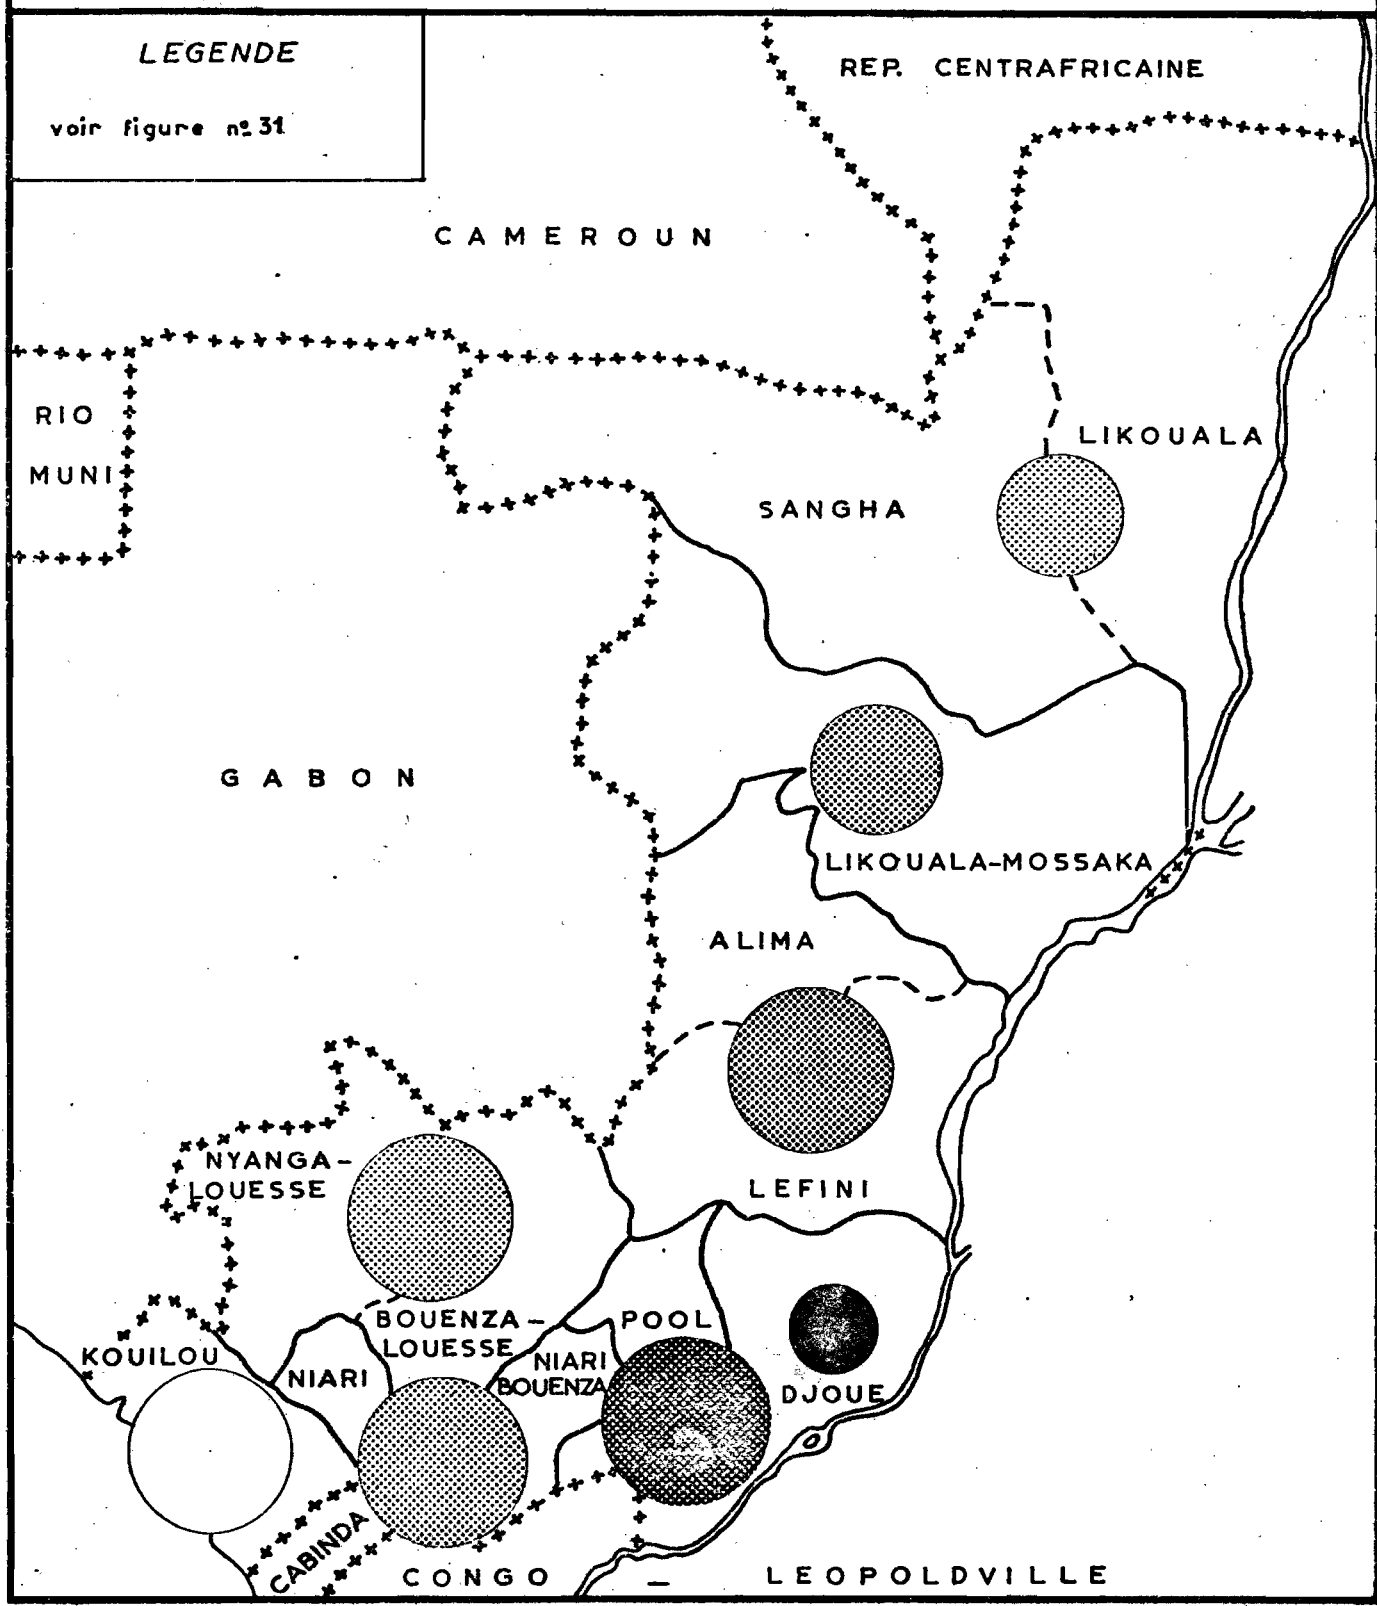 LEGENDE
voir figure nº 31
REP. CENTRAFRICAINE
CAMEROUN
RIO
MUNI
LIKOUALA
SANGHA
GABON
LIKOUALA-MOSSAKA
ALIMA
NYANGA-
LOUESSE
LEFINI
BOUENZA-
LOUESSE
POOL
KOUILOU
NIARI
NIARI
BOUENZA
DJOUE
CABINDA
CONGO - LEOPOLDVILLE